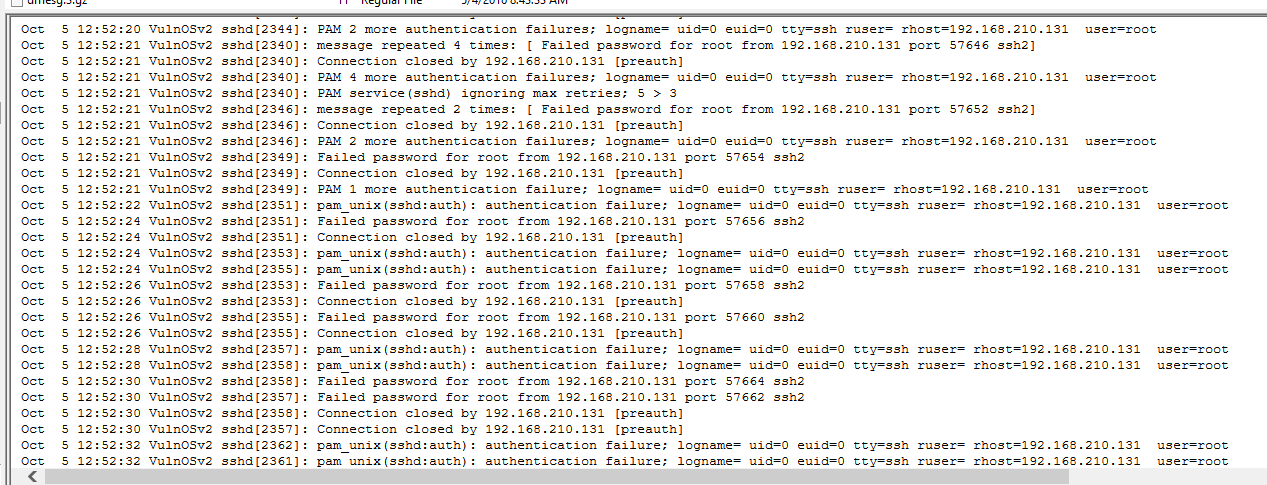 dmesg.3.gz 11 Regular File 5/4/2016 8:43:53 AM
Oct 5 12:52:20 VulnOSv2 sshd[2344]: PAM 2 more authentication failures; logname= uid=0 euid=0 tty=ssh ruser= rhost=192.168.210.131 user=root
Oct 5 12:52:21 VulnOSv2 sshd[2340]: message repeated 4 times: [ Failed password for root from 192.168.210.131 port 57646 ssh2]
Oct 5 12:52:21 VulnOSv2 sshd[2340]: Connection closed by 192.168.210.131 [preauth]
Oct 5 12:52:21 VulnOSv2 sshd[2340]: PAM 4 more authentication failures; logname= uid=0 euid=0 tty=ssh ruser= rhost=192.168.210.131 user=root
Oct 5 12:52:21 VulnOSv2 sshd[2340]: PAM service(sshd) ignoring max retries; 5 > 3
Oct 5 12:52:21 VulnOSv2 sshd[2346]: message repeated 2 times: [ Failed password for root from 192.168.210.131 port 57652 ssh2]
Oct 5 12:52:21 VulnOSv2 sshd[2346]: Connection closed by 192.168.210.131 [preauth]
Oct 5 12:52:21 VulnOSv2 sshd[2346]: PAM 2 more authentication failures; logname= uid=0 euid=0 tty=ssh ruser= rhost=192.168.210.131 user=root
Oct 5 12:52:21 VulnOSv2 sshd[2349]: Failed password for root from 192.168.210.131 port 57654 ssh2
Oct 5 12:52:21 VulnOSv2 sshd[2349]: Connection closed by 192.168.210.131 [preauth]
Oct 5 12:52:21 VulnOSv2 sshd[2349]: PAM 1 more authentication failure; logname= uid=0 euid=0 tty=ssh ruser= rhost=192.168.210.131 user=root
Oct 5 12:52:22 VulnOSv2 sshd[2351]: pam_unix(sshd:auth): authentication failure; logname= uid=0 euid=0 tty=ssh ruser= rhost=192.168.210.131 user=root
Oct 5 12:52:24 VulnOSv2 sshd[2351]: Failed password for root from 192.168.210.131 port 57656 ssh2
Oct 5 12:52:24 VulnOSv2 sshd[2351]: Connection closed by 192.168.210.131 [preauth]
Oct 5 12:52:24 VulnOSv2 sshd[2353]: pam_unix(sshd:auth): authentication failure; logname= uid=0 euid=0 tty=ssh ruser= rhost=192.168.210.131 user=root
Oct 5 12:52:24 VulnOSv2 sshd[2355]: pam_unix(sshd:auth): authentication failure; logname= uid=0 euid=0 tty=ssh ruser= rhost=192.168.210.131 user=root
Oct 5 12:52:26 VulnOSv2 sshd[2353]: Failed password for root from 192.168.210.131 port 57658 ssh2
Oct 5 12:52:26 VulnOSv2 sshd[2353]: Connection closed by 192.168.210.131 [preauth]
Oct 5 12:52:26 VulnOSv2 sshd[2355]: Failed password for root from 192.168.210.131 port 57660 ssh2
Oct 5 12:52:26 VulnOSv2 sshd[2355]: Connection closed by 192.168.210.131 [preauth]
Oct 5 12:52:28 VulnOSv2 sshd[2357]: pam_unix(sshd:auth): authentication failure; logname= uid=0 euid=0 tty=ssh ruser= rhost=192.168.210.131 user=root
Oct 5 12:52:28 VulnOSv2 sshd[2358]: pam_unix(sshd:auth): authentication failure; logname= uid=0 euid=0 tty=ssh ruser= rhost=192.168.210.131 user=root
Oct 5 12:52:30 VulnOSv2 sshd[2358]: Failed password for root from 192.168.210.131 port 57664 ssh2
Oct 5 12:52:30 VulnOSv2 sshd[2357]: Failed password for root from 192.168.210.131 port 57662 ssh2
Oct 5 12:52:30 VulnOSv2 sshd[2358]: Connection closed by 192.168.210.131 [preauth]
Oct 5 12:52:30 VulnOSv2 sshd[2357]: Connection closed by 192.168.210.131 [preauth]
Oct 5 12:52:32 VulnOSv2 sshd[2362]: pam_unix(sshd:auth): authentication failure; logname= uid=0 euid=0 tty=ssh ruser= rhost=192.168.210.131 user=root
Oct 5 12:52:32 VulnOSv2 sshd[2361]: pam_unix(sshd:auth): authentication failure; logname= uid=0 euid=0 tty=ssh ruser= rhost=192.168.210.131 user=root